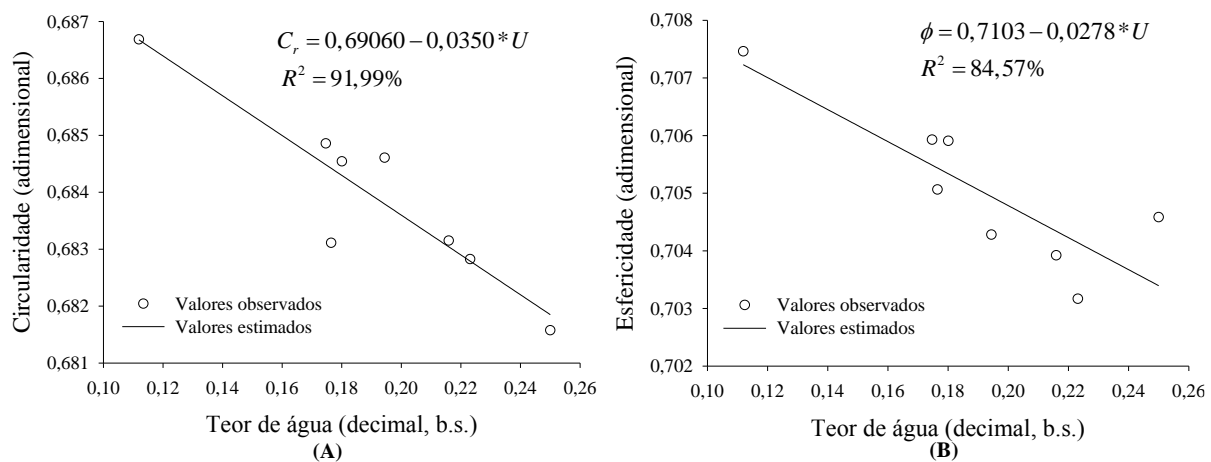 0,687
0,686
0,685
0,684
0,683
0,682
0,681
Circularidade (adimensional)
C_r = 0,69060 − 0,0350 * U
R² = 91,99%
Valores observados
Valores estimados
0,10 0,12 0,14 0,16 0,18 0,20 0,22 0,24 0,26
Teor de água (decimal, b.s.)
(A)
0,708
0,707
0,706
0,705
0,704
0,703
0,702
Esfericidade (adimensional)
ϕ = 0,7103 − 0,0278 * U
R² = 84,57%
Valores observados
Valores estimados
0,10 0,12 0,14 0,16 0,18 0,20 0,22 0,24 0,26
Teor de água (decimal, b.s.)
(B)